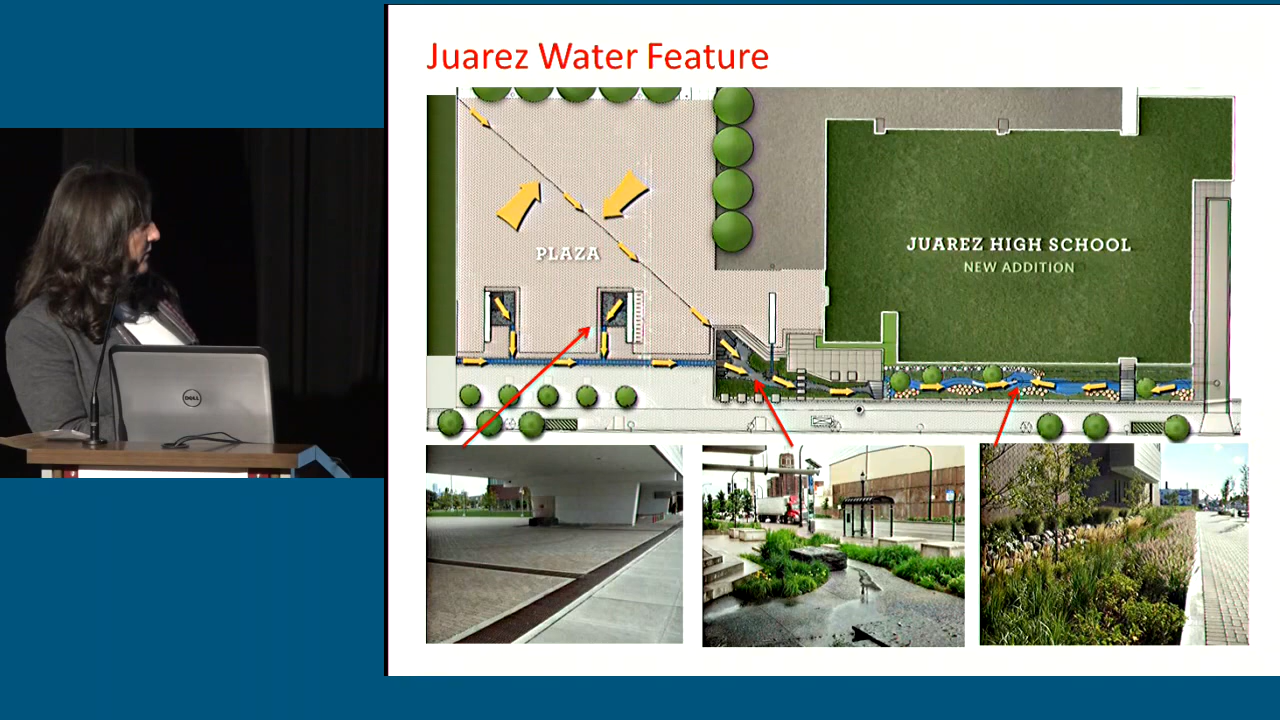 Juarez Water Feature
PLAZA
JUAREZ HIGH SCHOOL
NEW ADDITION
DELL